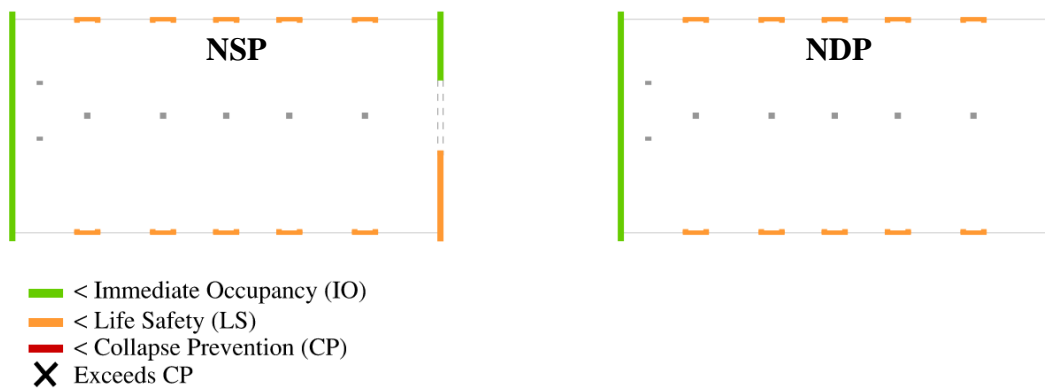 NSP
NDP
< Immediate Occupancy (IO)
< Life Safety (LS)
< Collapse Prevention (CP)
Exceeds CP